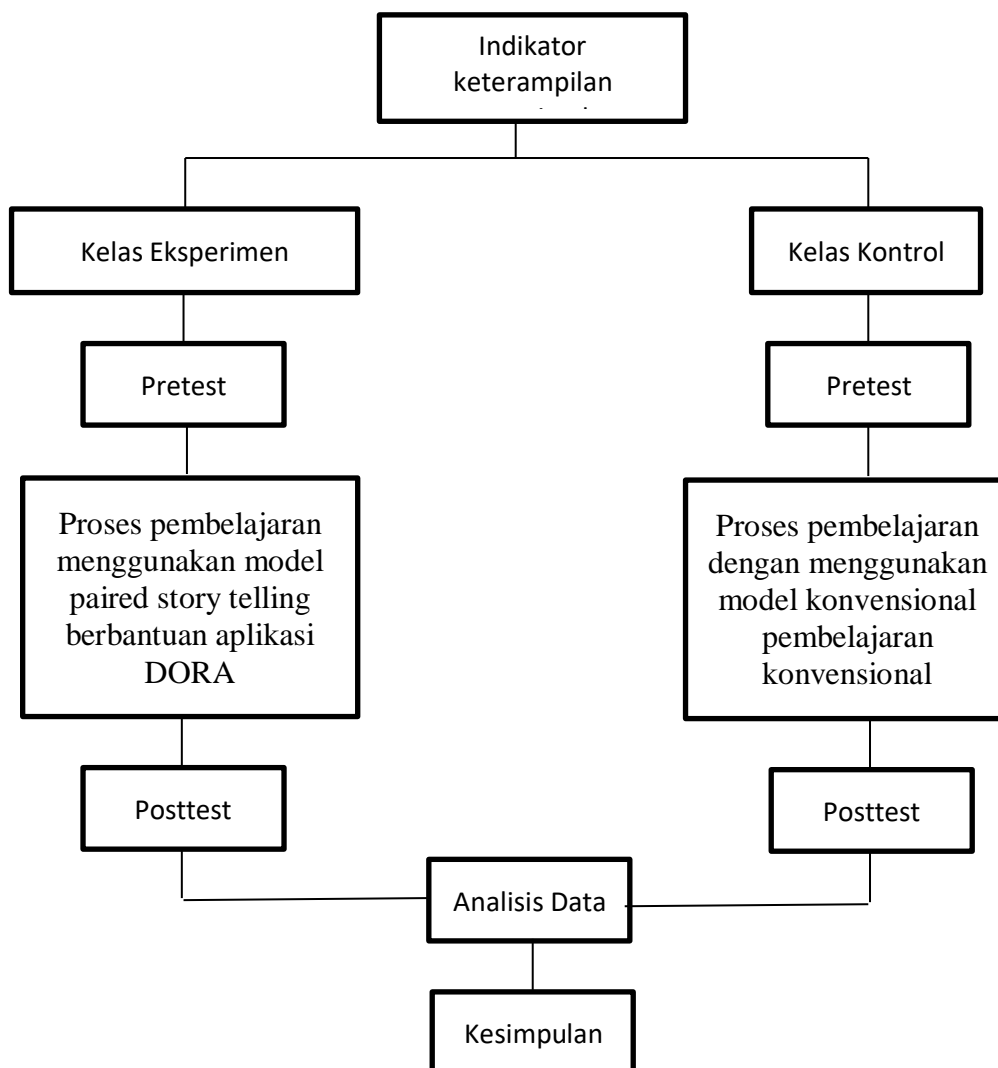 Indikator
keterampilan
Kelas Eksperimen
Kelas Kontrol
Pretest
Pretest
Proses pembelajaran
menggunakan model
paired story telling
berbantuan aplikasi
DORA
Proses pembelajaran
dengan menggunakan
model konvensional
pembelajaran
konvensional
Posttest
Posttest
Analisis Data
Kesimpulan